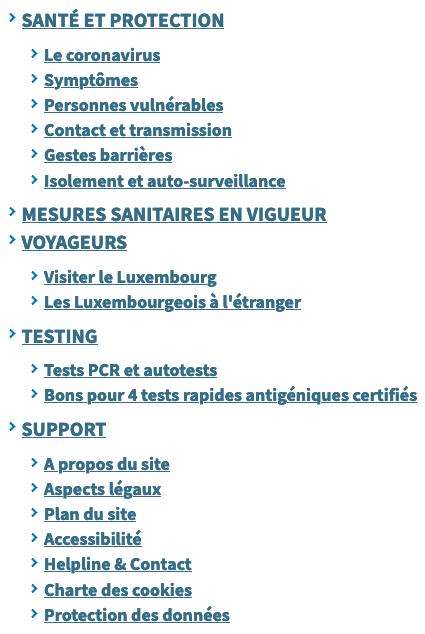 SANTÉ ET PROTECTION
Le coronavirus
Symptômes
Personnes vulnérables
Contact et transmission
Gestes barrières
Isolement et auto-surveillance
MESURES SANITAIRES EN VIGUEUR
VOYAGEURS
Visiter le Luxembourg
Les Luxembourgeois à l'étranger
TESTING
Tests PCR et autotests
Bons pour 4 tests rapides antigéniques certifiés
SUPPORT
A propos du site
Aspects légaux
Plan du site
Accessibilité
Helpline & Contact
Charte des cookies
Protection des données